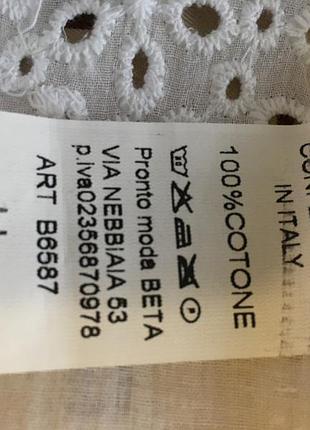 IN ITALY
100%COTONE
Pronto moda BETA
VIA NEBBIAIA 53
p.iva02356870978
ART B6587